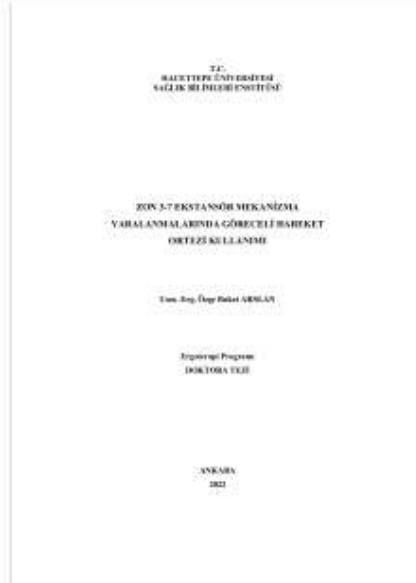 T.C.
HACETTEPE ÜNİVERSİTESİ
SAĞLIK BİLİMLERİ ENSTİTÜSÜ
ZON 3-7 EKSTANSÖR MEKANİZMA
YARALANMALARINDA GÖRECELİ HAREKET
ORTEZİ KULLANIMI
Uzm. Erg. Özge Buket ARSLAN
Ergoterapi Programı
DOKTORA TEZİ
ANKARA
2022